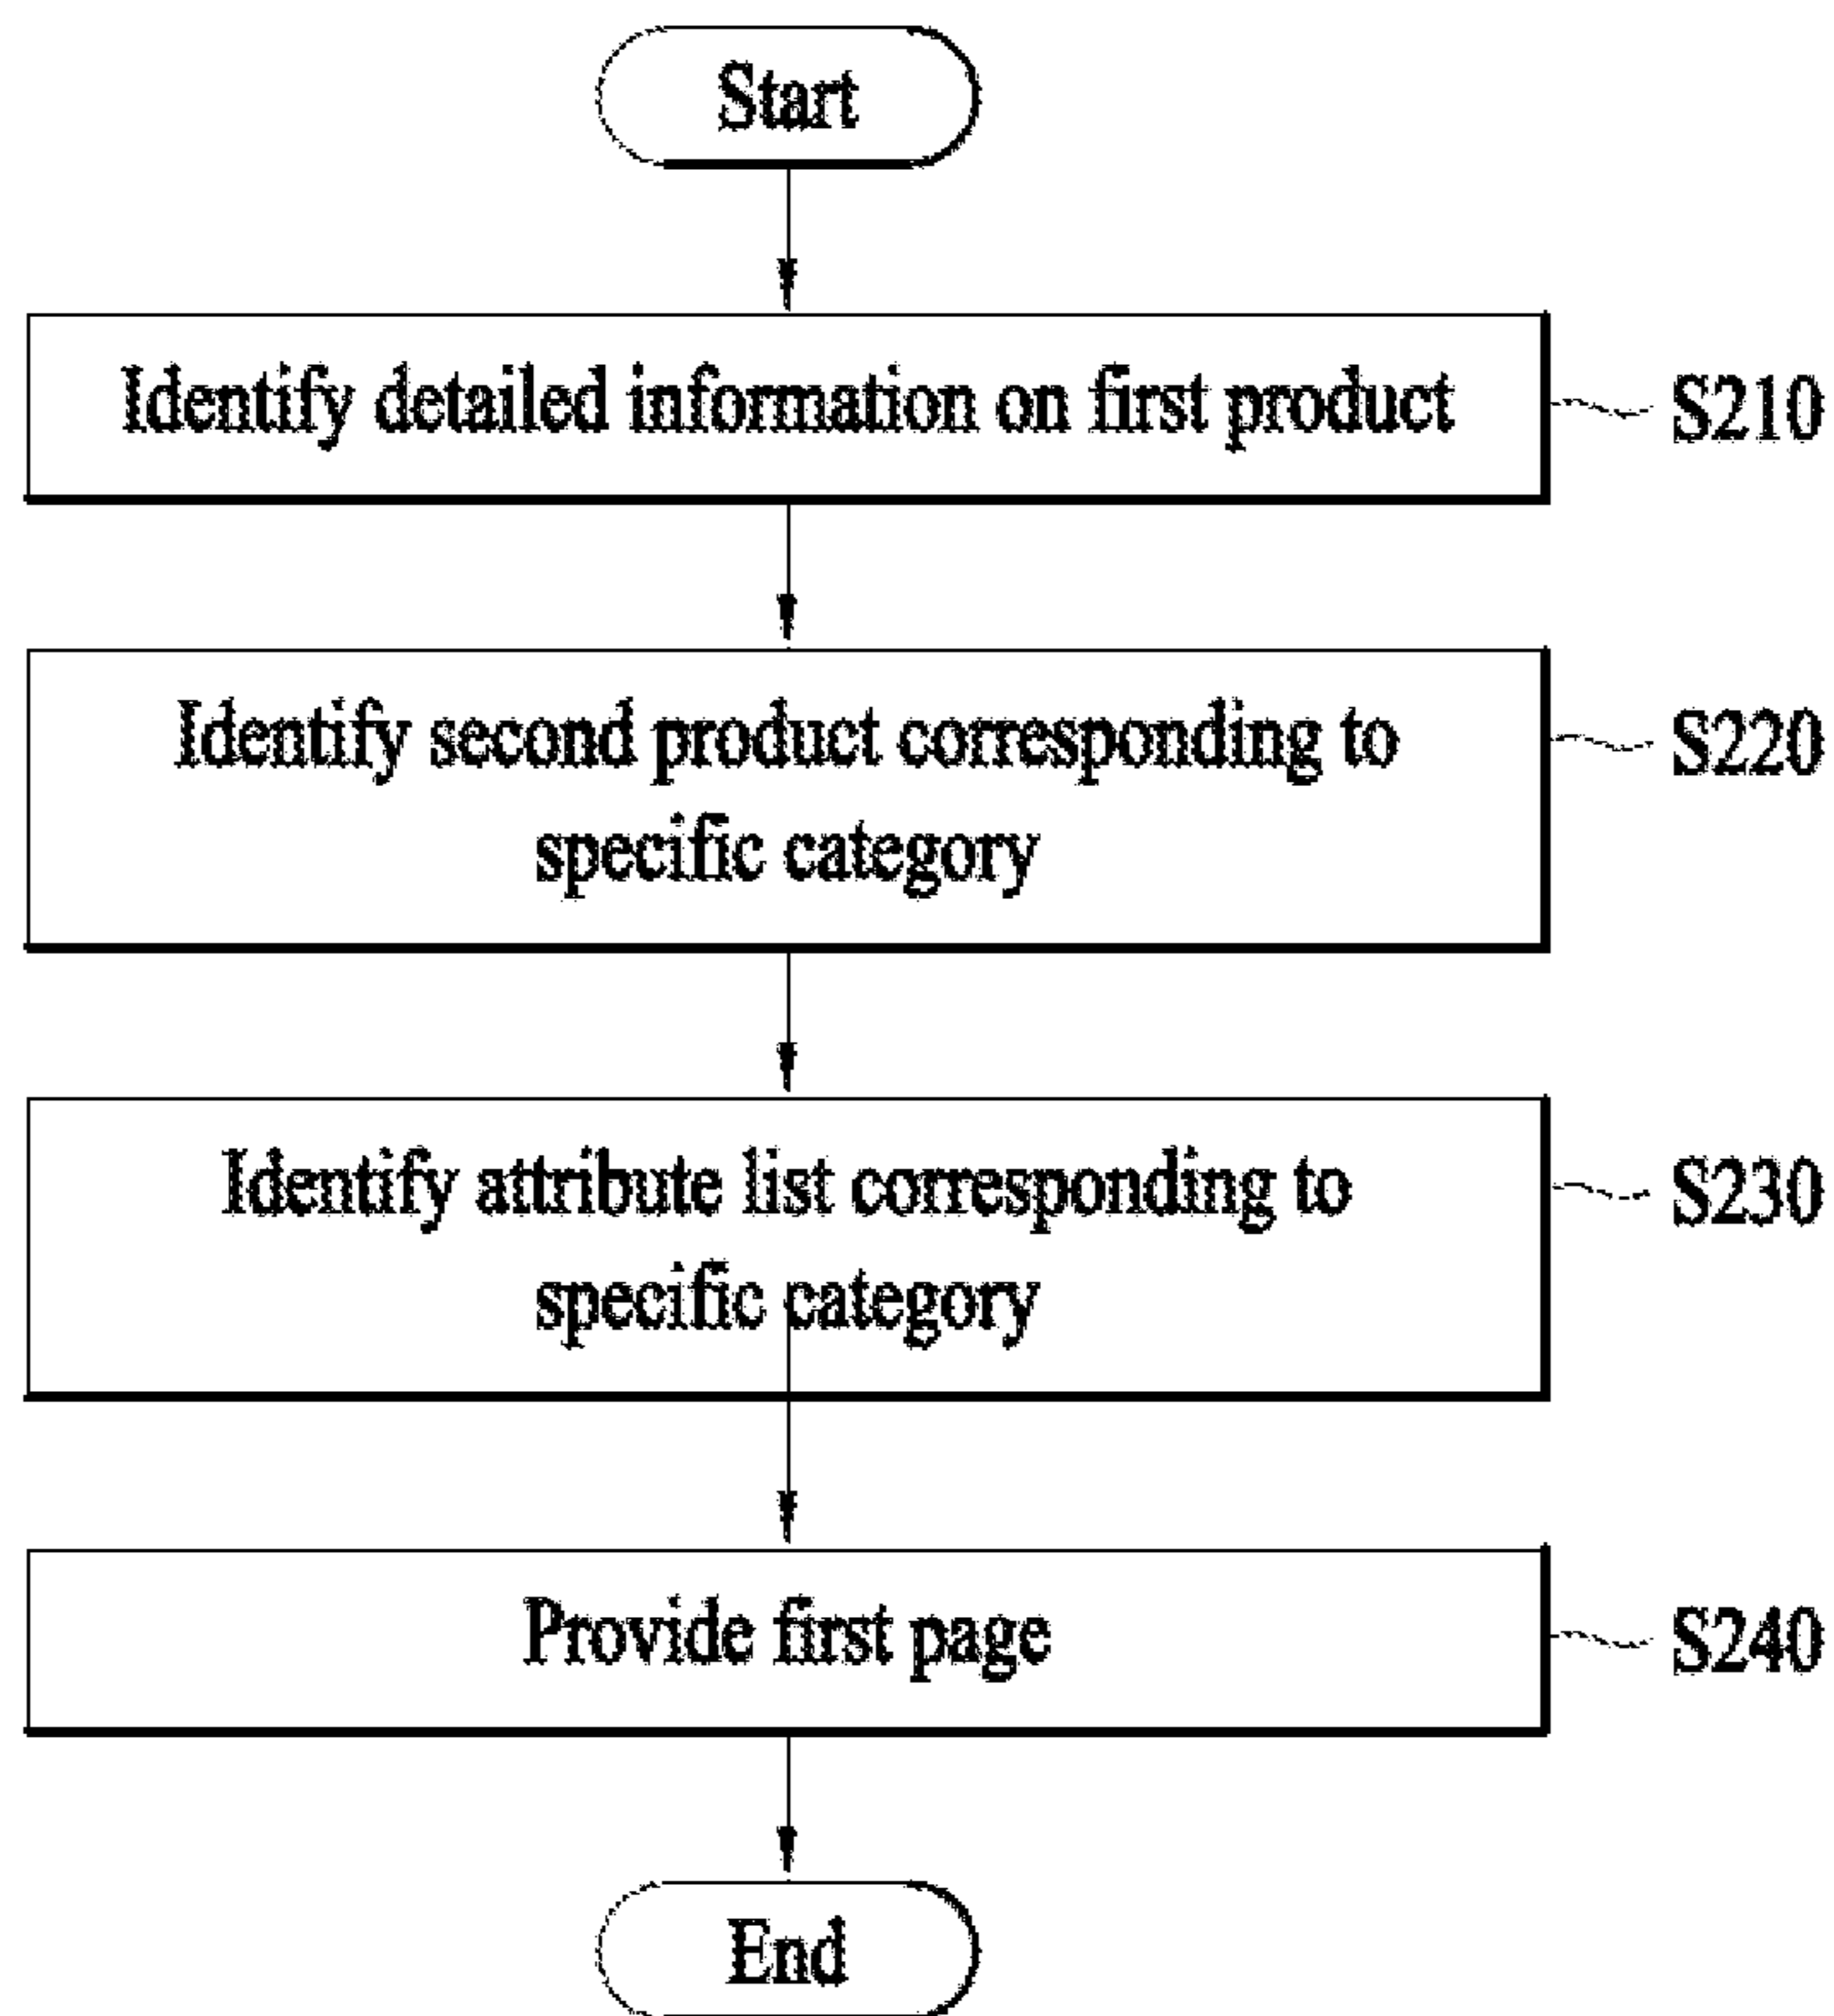 Start
Identify detailed information on first product
S210
Identify second product corresponding to
specific category
S220
Identify attribute list corresponding to
specific category
S230
Provide first page
S240
End